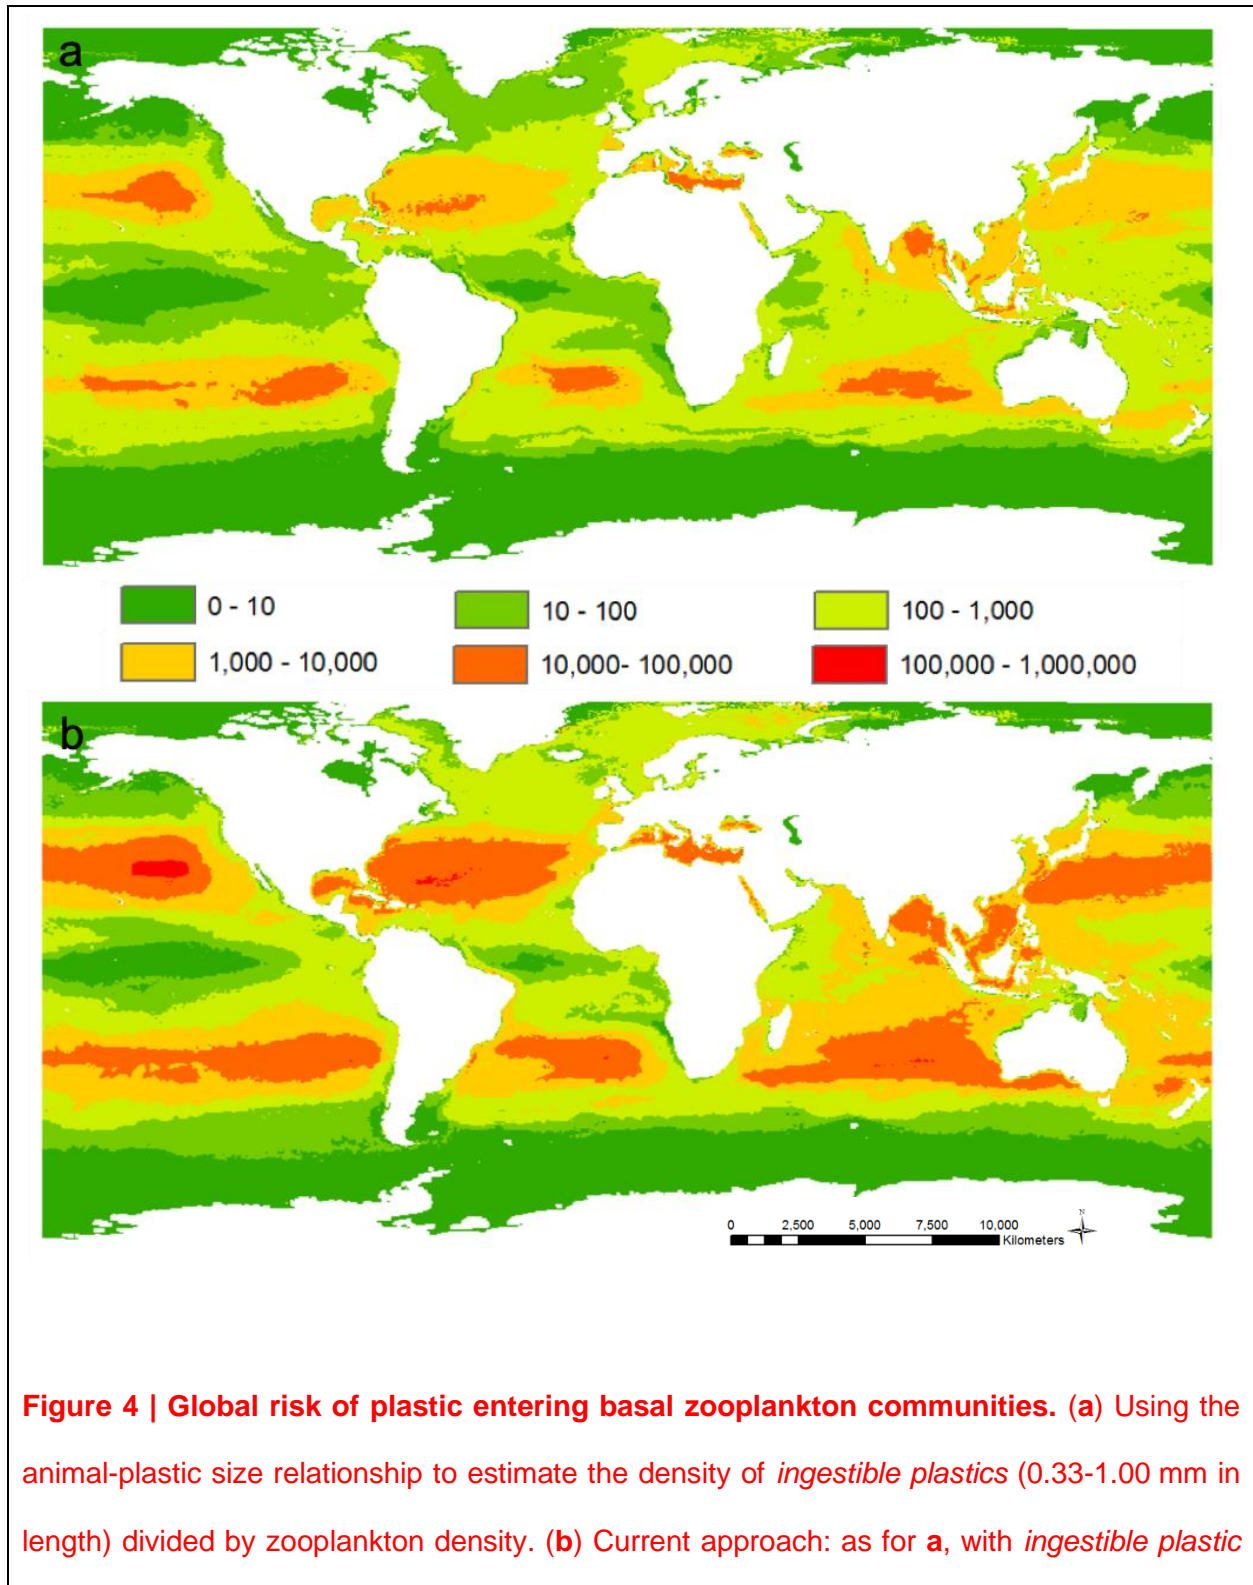 a
0 - 10
10 - 100
100 - 1,000
1,000 - 10,000
10,000- 100,000
100,000 - 1,000,000
b
N
0 2,500 5,000 7,500 10,000
Kilometers
Figure 4 | Global risk of plastic entering basal zooplankton communities. (a) Using the
animal-plastic size relationship to estimate the density of ingestible plastics (0.33-1.00 mm in
length) divided by zooplankton density. (b) Current approach: as for a, with ingestible plastic